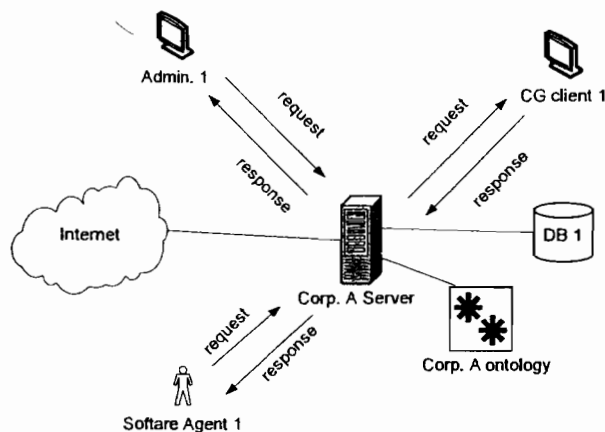 Admin. 1
CG client 1
request
response
request
response
Internet
DB 1
Corp. A Server
Corp. A ontology
request
response
Softare Agent 1